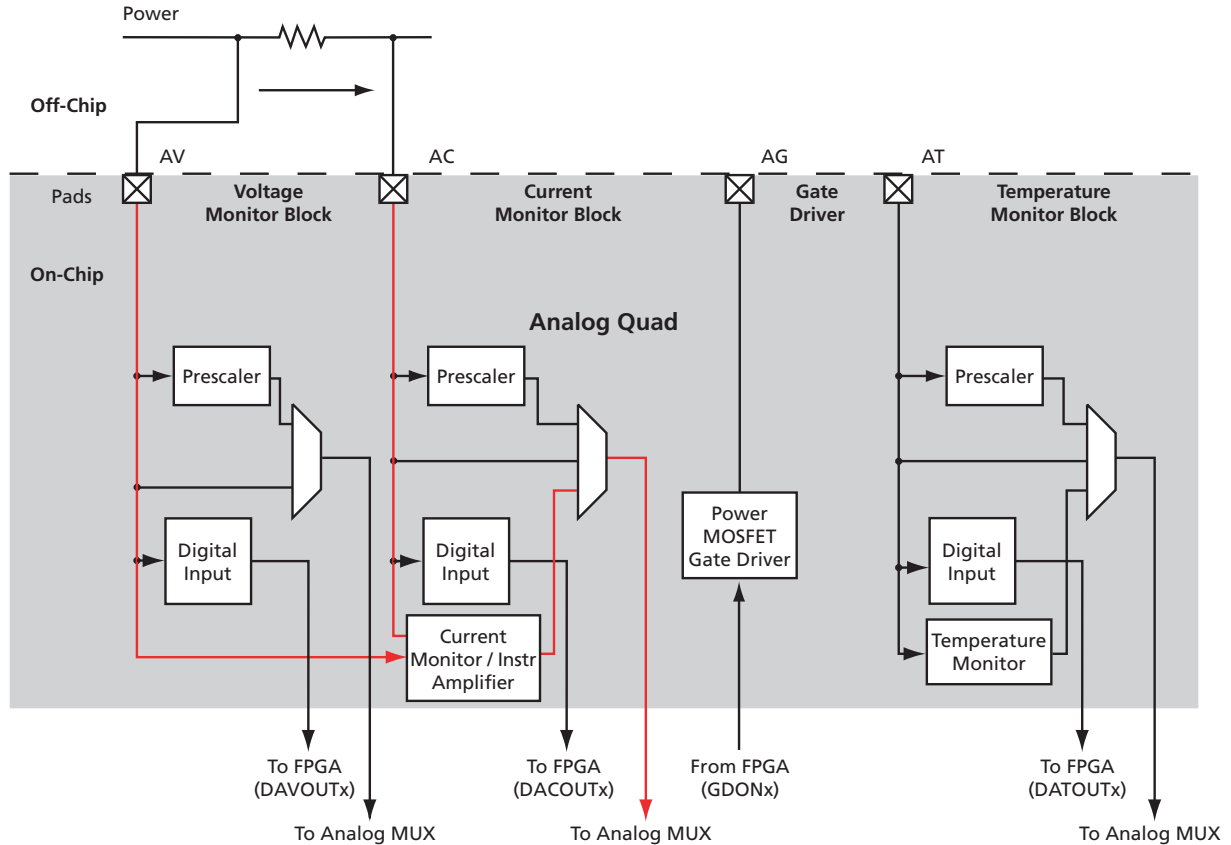 Power
Off-Chip
AV
AC
AG
AT
Pads
Voltage
Monitor Block
Current
Monitor Block
Gate
Driver
Temperature
Monitor Block
On-Chip
Analog Quad
Prescaler
Prescaler
Prescaler
Power
MOSFET
Gate Driver
Digital
Input
Digital
Input
Digital
Input
Current
Monitor / Instr
Amplifier
Temperature
Monitor
To FPGA
(DAVOUTx)
To FPGA
(DACOUTx)
From FPGA
(GDONx)
To FPGA
(DATOUTx)
To Analog MUX
To Analog MUX
To Analog MUX